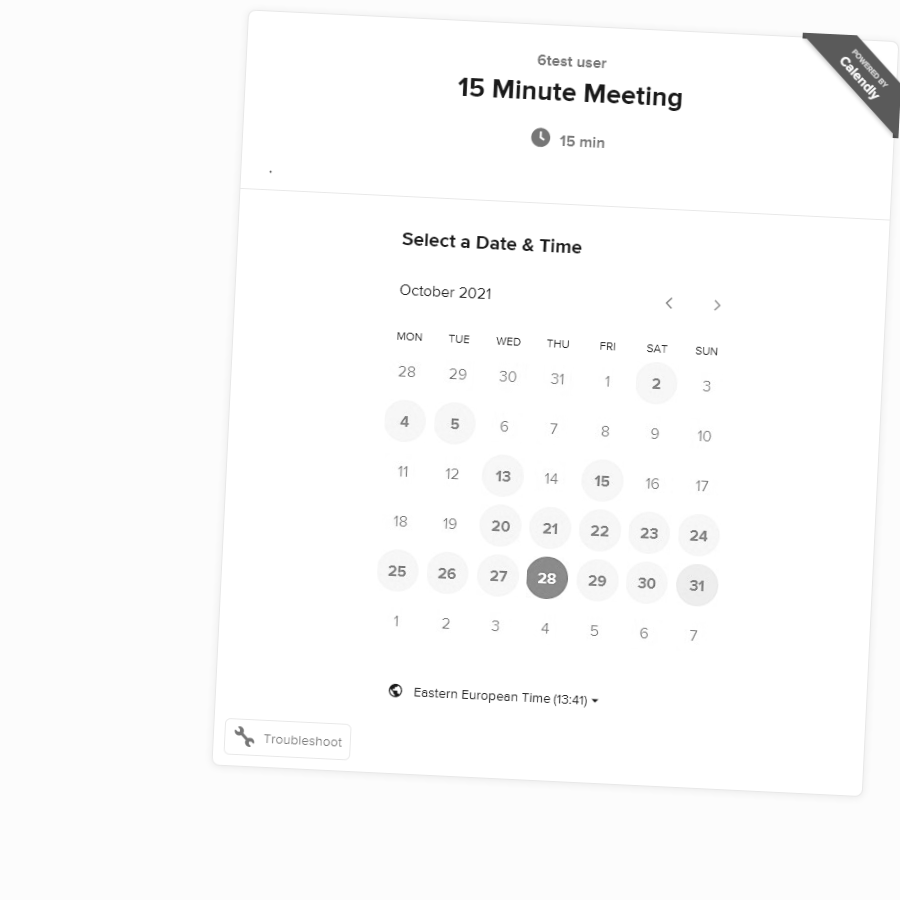 6test user
15 Minute Meeting
15 min
POWERED BY
Calendly
.
Select a Date & Time
October 2021
MON TUE WED THU FRI SAT SUN
28 29 30 31 1 2 3
4 5 6 7 8 9 10
11 12 13 14 15 16 17
18 19 20 21 22 23 24
25 26 27 28 29 30 31
1 2 3 4 5 6 7
Eastern European Time (13:41)
Troubleshoot